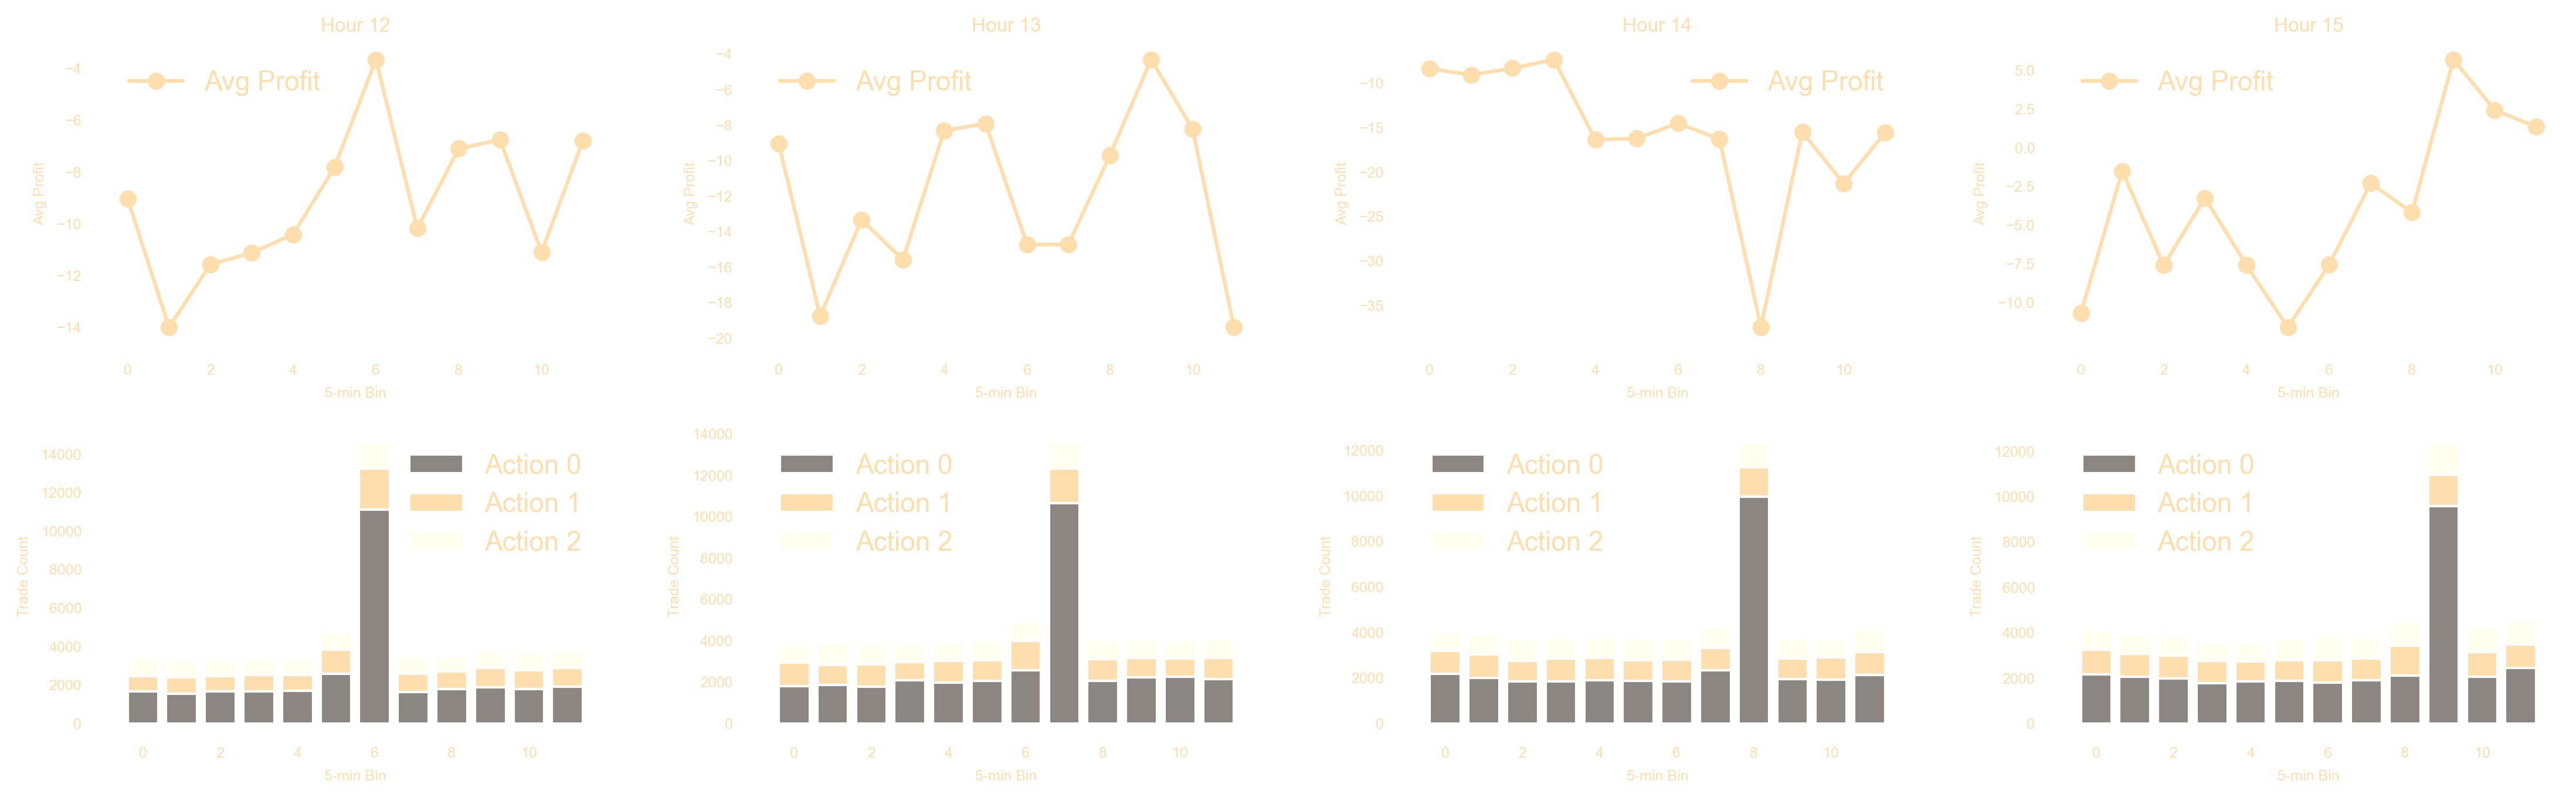 Hour 12
Avg Profit
Avg Profit
−4
−6
−8
−10
−12
−14
0 2 4 6 8 10
5-min Bin
Hour 13
Avg Profit
Avg Profit
−4
−6
−8
−10
−12
−14
−16
−18
−20
0 2 4 6 8 10
5-min Bin
Hour 14
Avg Profit
Avg Profit
−10
−15
−20
−25
−30
−35
0 2 4 6 8 10
5-min Bin
Hour 15
Avg Profit
Avg Profit
5.0
2.5
0.0
−2.5
−5.0
−7.5
−10.0
0 2 4 6 8 10
5-min Bin
Trade Count
14000
12000
10000
8000
6000
4000
2000
0
Action 0
Action 1
Action 2
0 2 4 6 8 10
5-min Bin
Trade Count
14000
12000
10000
8000
6000
4000
2000
0
Action 0
Action 1
Action 2
0 2 4 6 8 10
5-min Bin
Trade Count
12000
10000
8000
6000
4000
2000
0
Action 0
Action 1
Action 2
0 2 4 6 8 10
5-min Bin
Trade Count
12000
10000
8000
6000
4000
2000
0
Action 0
Action 1
Action 2
0 2 4 6 8 10
5-min Bin